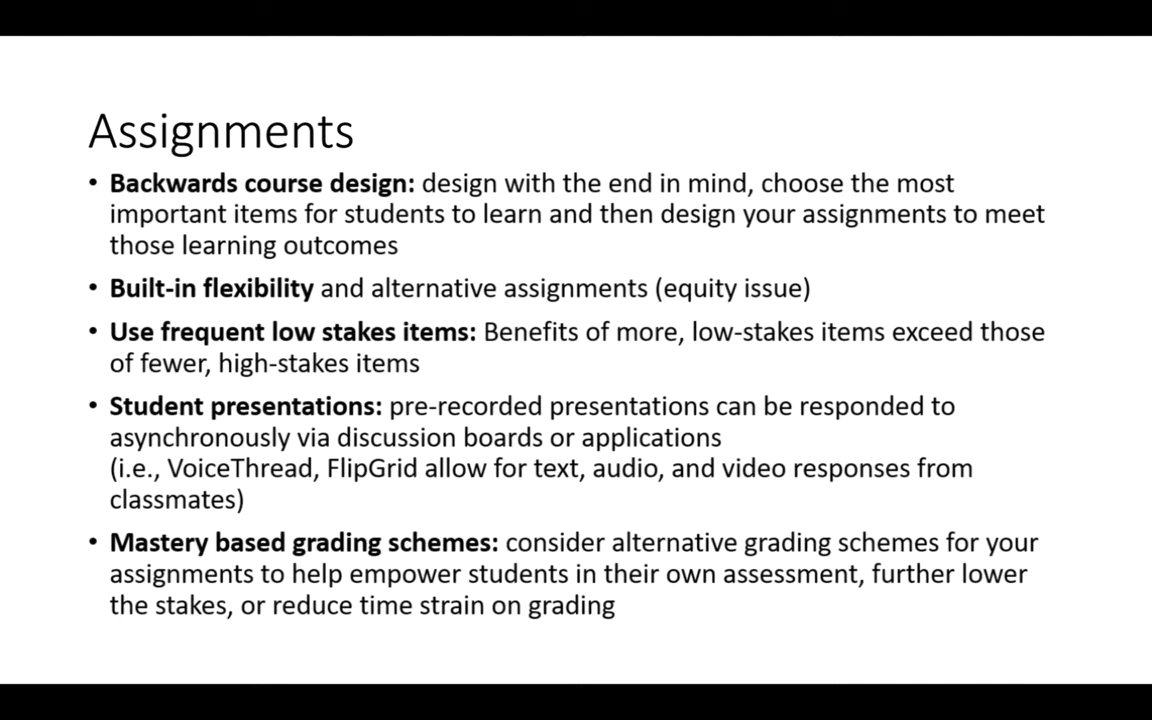 Assignments
• Backwards course design: design with the end in mind, choose the most
important items for students to learn and then design your assignments to meet
those learning outcomes
• Built-in flexibility and alternative assignments (equity issue)
• Use frequent low stakes items: Benefits of more, low-stakes items exceed those
of fewer, high-stakes items
• Student presentations: pre-recorded presentations can be responded to
asynchronously via discussion boards or applications
(i.e., VoiceThread, FlipGrid allow for text, audio, and video responses from
classmates)
• Mastery based grading schemes: consider alternative grading schemes for your
assignments to help empower students in their own assessment, further lower
the stakes, or reduce time strain on grading